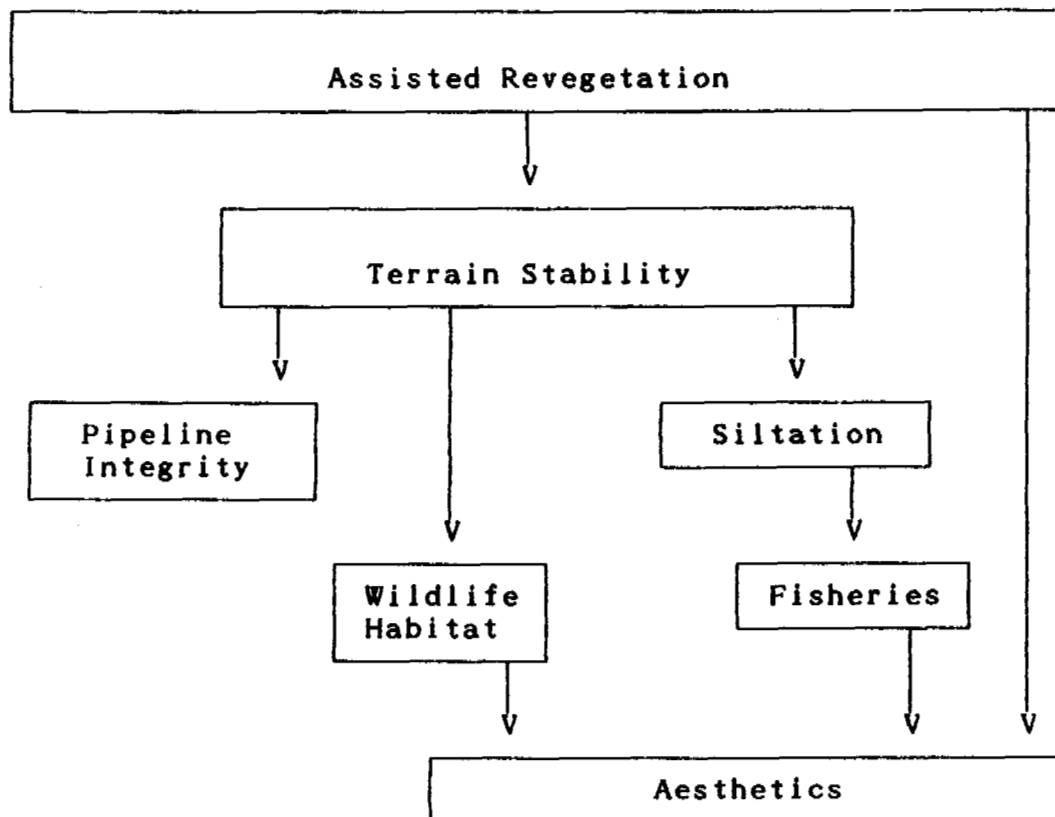 Assisted Revegetation
Terrain Stability
Pipeline
Integrity
Siltation
Wildlife
Habitat
Fisheries
Aesthetics